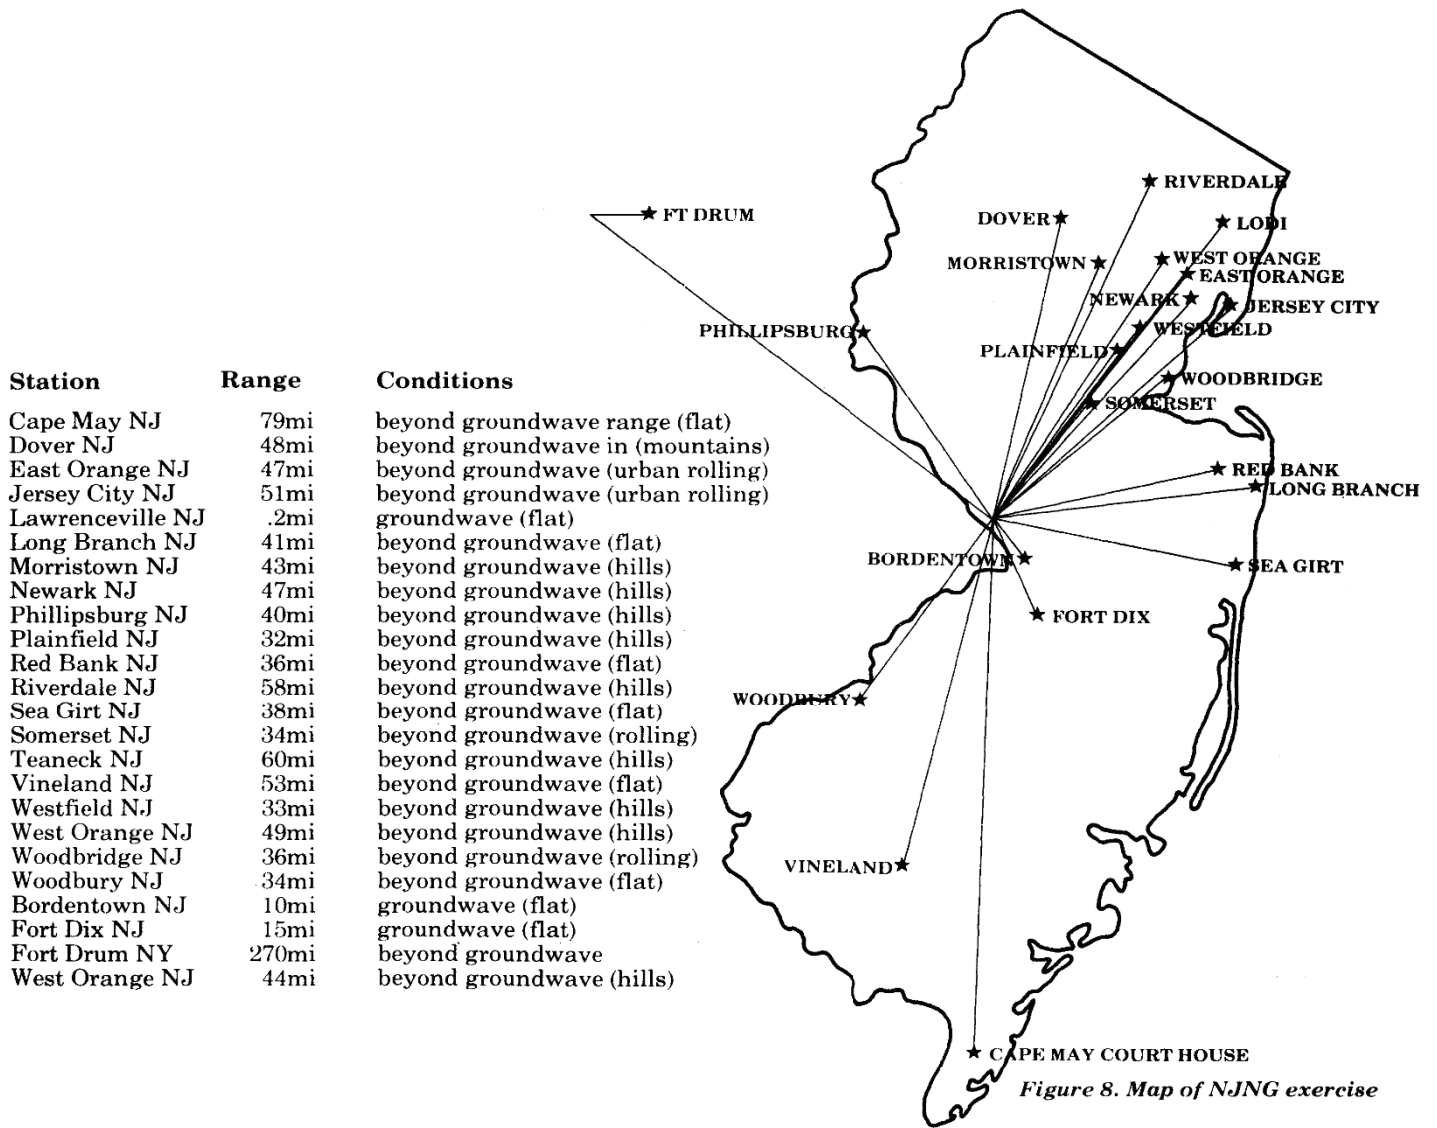 RIVERDALE
FT DRUM
DOVER
LODI
MORRISTOWN
WEST ORANGE
EAST ORANGE
NEWARK
JERSEY CITY
PHILLIPSBURG
WESTFIELD
PLAINFIELD
WOODBRIDGE
SOMERSET
RED BANK
LONG BRANCH
BORDENTOWN
SEA GIRT
FORT DIX
WOODBURY
VINELAND
CAPE MAY COURT HOUSE
Figure 8. Map of NJNG exercise
Station Range Conditions
Cape May NJ 79mi beyond groundwave range (flat)
Dover NJ 48mi beyond groundwave in (mountains)
East Orange NJ 47mi beyond groundwave (urban rolling)
Jersey City NJ 51mi beyond groundwave (urban rolling)
Lawrenceville NJ .2mi groundwave (flat)
Long Branch NJ 41mi beyond groundwave (flat)
Morristown NJ 43mi beyond groundwave (hills)
Newark NJ 47mi beyond groundwave (hills)
Phillipsburg NJ 40mi beyond groundwave (hills)
Plainfield NJ 32mi beyond groundwave (hills)
Red Bank NJ 36mi beyond groundwave (flat)
Riverdale NJ 58mi beyond groundwave (hills)
Sea Girt NJ 38mi beyond groundwave (flat)
Somerset NJ 34mi beyond groundwave (rolling)
Teaneck NJ 60mi beyond groundwave (hills)
Vineland NJ 53mi beyond groundwave (flat)
Westfield NJ 33mi beyond groundwave (hills)
West Orange NJ 49mi beyond groundwave (hills)
Woodbridge NJ 36mi beyond groundwave (rolling)
Woodbury NJ 34mi beyond groundwave (flat)
Bordentown NJ 10mi groundwave (flat)
Fort Dix NJ 15mi groundwave (flat)
Fort Drum NY 270mi beyond groundwave
West Orange NJ 44mi beyond groundwave (hills)